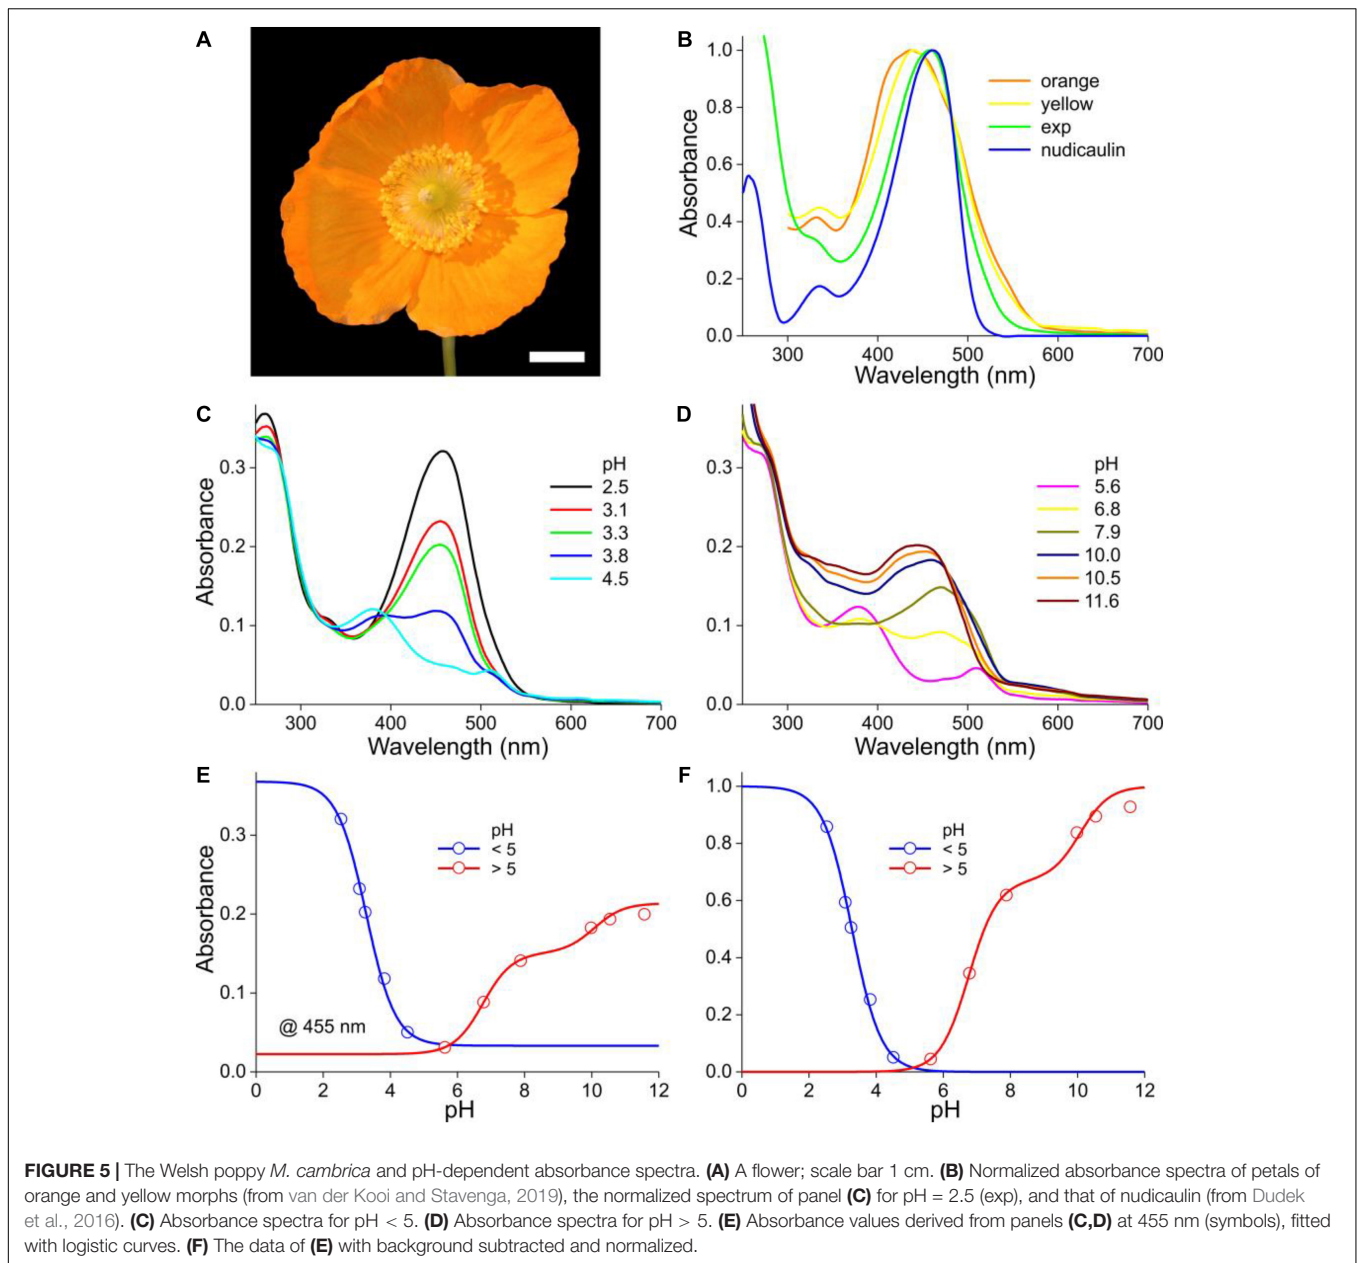 A
B
1.0
0.8
0.6
0.4
0.2
0.0
Absorbance
orange
yellow
exp
nudicaulin
300 400 500 600 700
Wavelength (nm)
C
0.3
0.2
0.1
0.0
Absorbance
pH
2.5
3.1
3.3
3.8
4.5
300 400 500 600 700
Wavelength (nm)
D
0.3
0.2
0.1
0.0
Absorbance
pH
5.6
6.8
7.9
10.0
10.5
11.6
300 400 500 600 700
Wavelength (nm)
E
0.3
0.2
0.1
0.0
Absorbance
pH
< 5
> 5
@ 455 nm
0 2 4 6 8 10 12
pH
F
1.0
0.8
0.6
0.4
0.2
0.0
pH
< 5
> 5
0 2 4 6 8 10 12
pH
FIGURE 5 | The Welsh poppy M. cambrica and pH-dependent absorbance spectra. (A) A flower; scale bar 1 cm. (B) Normalized absorbance spectra of petals of
orange and yellow morphs (from van der Kooi and Stavenga, 2019), the normalized spectrum of panel (C) for pH = 2.5 (exp), and that of nudicaulin (from Dudek
et al., 2016). (C) Absorbance spectra for pH < 5. (D) Absorbance spectra for pH > 5. (E) Absorbance values derived from panels (C,D) at 455 nm (symbols), fitted
with logistic curves. (F) The data of (E) with background subtracted and normalized.